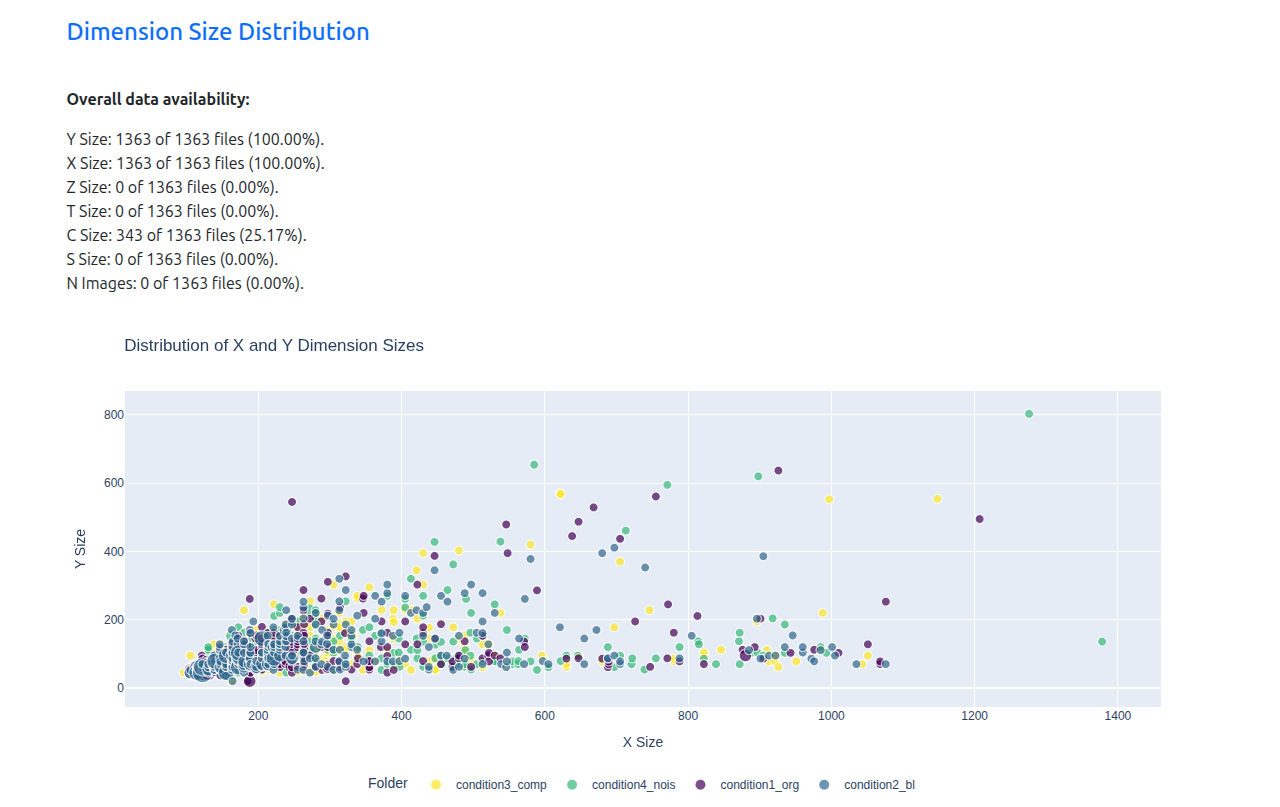 Dimension Size Distribution
Overall data availability:
Y Size: 1363 of 1363 files (100.00%).
X Size: 1363 of 1363 files (100.00%).
Z Size: 0 of 1363 files (0.00%).
T Size: 0 of 1363 files (0.00%).
C Size: 343 of 1363 files (25.17%).
S Size: 0 of 1363 files (0.00%).
N Images: 0 of 1363 files (0.00%).
Distribution of X and Y Dimension Sizes
800
600
400
200
0
Y Size
200 400 600 800 1000 1200 1400
X Size
Folder condition3_comp condition4_nois condition1_org condition2_bl